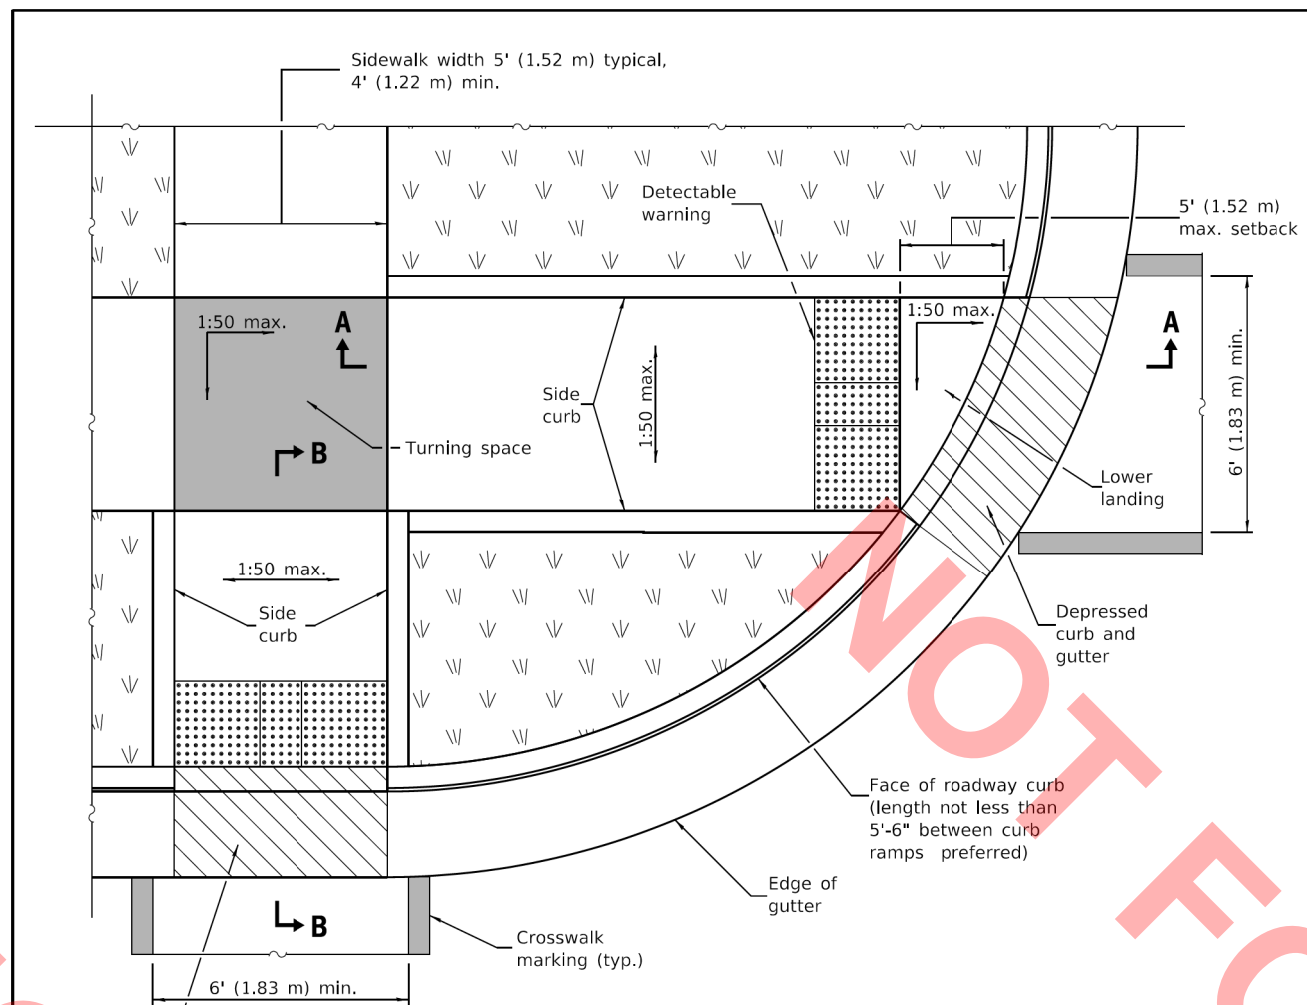 Sidewalk width 5' (1.52 m) typical,
4' (1.22 m) min.
Detectable
warning
5' (1.52 m)
max. setback
1:50 max.
A
1:50 max.
A
Side
curb
1:50 max.
6' (1.83 m) min.
B
Turning space
Lower
landing
1:50 max.
Side
curb
Depressed
curb and
gutter
Face of roadway curb
(length not less than
5'-6" between curb
ramps preferred)
Edge of
gutter
B
Crosswalk
marking (typ.)
6' (1.83 m) min.
NOT FO